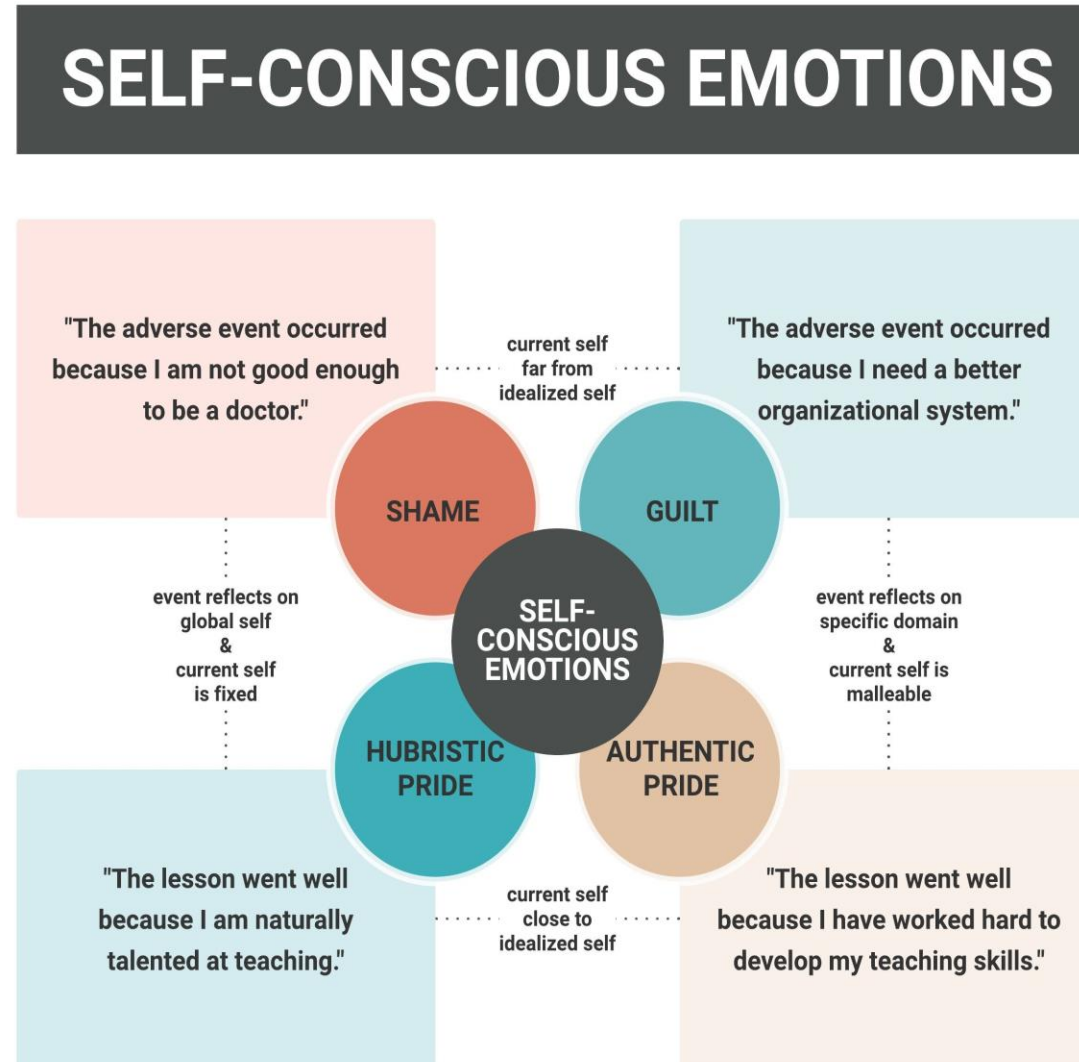 SELF-CONSCIOUS EMOTIONS
"The adverse event occurred
because I am not good enough
to be a doctor."
current self
far from
idealized self
"The adverse event occurred
because I need a better
organizational system."
SHAME
GUILT
event reflects on
global self
&
current self
is fixed
SELF-
CONSCIOUS
EMOTIONS
event reflects on
specific domain
&
current self is
malleable
HUBRISTIC
PRIDE
AUTHENTIC
PRIDE
"The lesson went well
because I am naturally
talented at teaching."
current self
close to
idealized self
"The lesson went well
because I have worked hard to
develop my teaching skills."